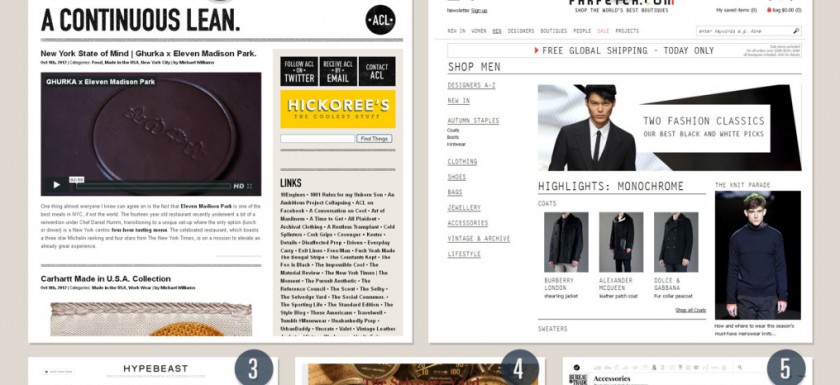 A CONTINUOUS LEAN.
ACL
New York State of Mind | Ghurka x Eleven Madison Park.
Oct 9th, 2012 | Categories: Food, Made in the USA, New York City | by Michael Williams
GHURKA x Eleven Madison Park
HD
One thing almost everyone I know can agree on is the fact that Eleven Madison Park is one of the
best meals in NYC, if not the world. The fourteen year old restaurant recently underwent a bit of a
reinvention under Chef Daniel Humm, transitioning to a unique set up where the only option (lunch
or dinner) is a New York centric four hour tasting menu. The celebrated restaurant, which boasts
a three star Michelin ranking and four stars from The New York Times, is on a mission to elevate an
already great experience.
Carhartt Made in U.S.A. Collection
Oct 8th, 2012 | Categories: Made in the USA, Work Wear | by Michael Williams
FOLLOW ACL
ON
TWITTER
RECEIVE ACL
BY
EMAIL
CONTACT
ACL
HICKOREE'S
THE COOLEST STUFF
Find Things
LINKS
10Engines • 1001 Rules for my Unborn Son • An
Ambitious Project Collapsing • ACL on
Facebook • A Conversation on Cool • Art of
Manliness • A Time to Get • All Plaidout •
Archival Clothing • A Restless Transplant • Cold
Splinters • Cork Grips • Coverger • Rostro •
Details • Disaffected Prep • Driven • Everyday
Carry • Exit Lines • Free Man • Fuck Yeah Made
The Bengal Stripe • The Constants Kept • The
Fox is Black • The Impossible Cool • The
Material Review • The New York Times | The
Moment • The Pursuit Aesthetic • The
Reference Council • The Scout • The Selby •
The Selvedge Yard • The Social Commer. •
The Sporting Life • The Standard Edition • The
Style Blog • Three Americans • Travelwell •
Tumblr #Menswear • Unabashedly Prep •
UrbanDaddy • Uncrate • Valet • Vintage Leather
FARFETCH.COM
SHOP THE WORLD'S BEST BOUTIQUES
Newsletter Sign up
My saved items (0)
Bag $0.00 (0)
NEW IN WOMEN MEN DESIGNERS BOUTIQUES PEOPLE SALE PROJECTS
enter keywords e.g. Acne
FREE GLOBAL SHIPPING - TODAY ONLY
SHOP MEN
DESIGNERS A-Z
NEW IN
AUTUMN STAPLES
Coats
Boots
Knitwear
CLOTHING
SHOES
BAGS
JEWELLERY
ACCESSORIES
VINTAGE & ARCHIVE
LIFESTYLE
TWO FASHION CLASSICS
OUR BEST BLACK AND WHITE PICKS
HIGHLIGHTS: MONOCHROME
COATS
BURBERRY
LONDON
shearling jacket
ALEXANDER
MCQUEEN
leather patch coat
DOLCE &
GABBANA
Fur collar peacoat
Shop all Coats
SWEATERS
THE KNIT PARADE
How and where to wear this season's
must-have menswear knits...
HYPEBEAST
3
4
5
Accessories